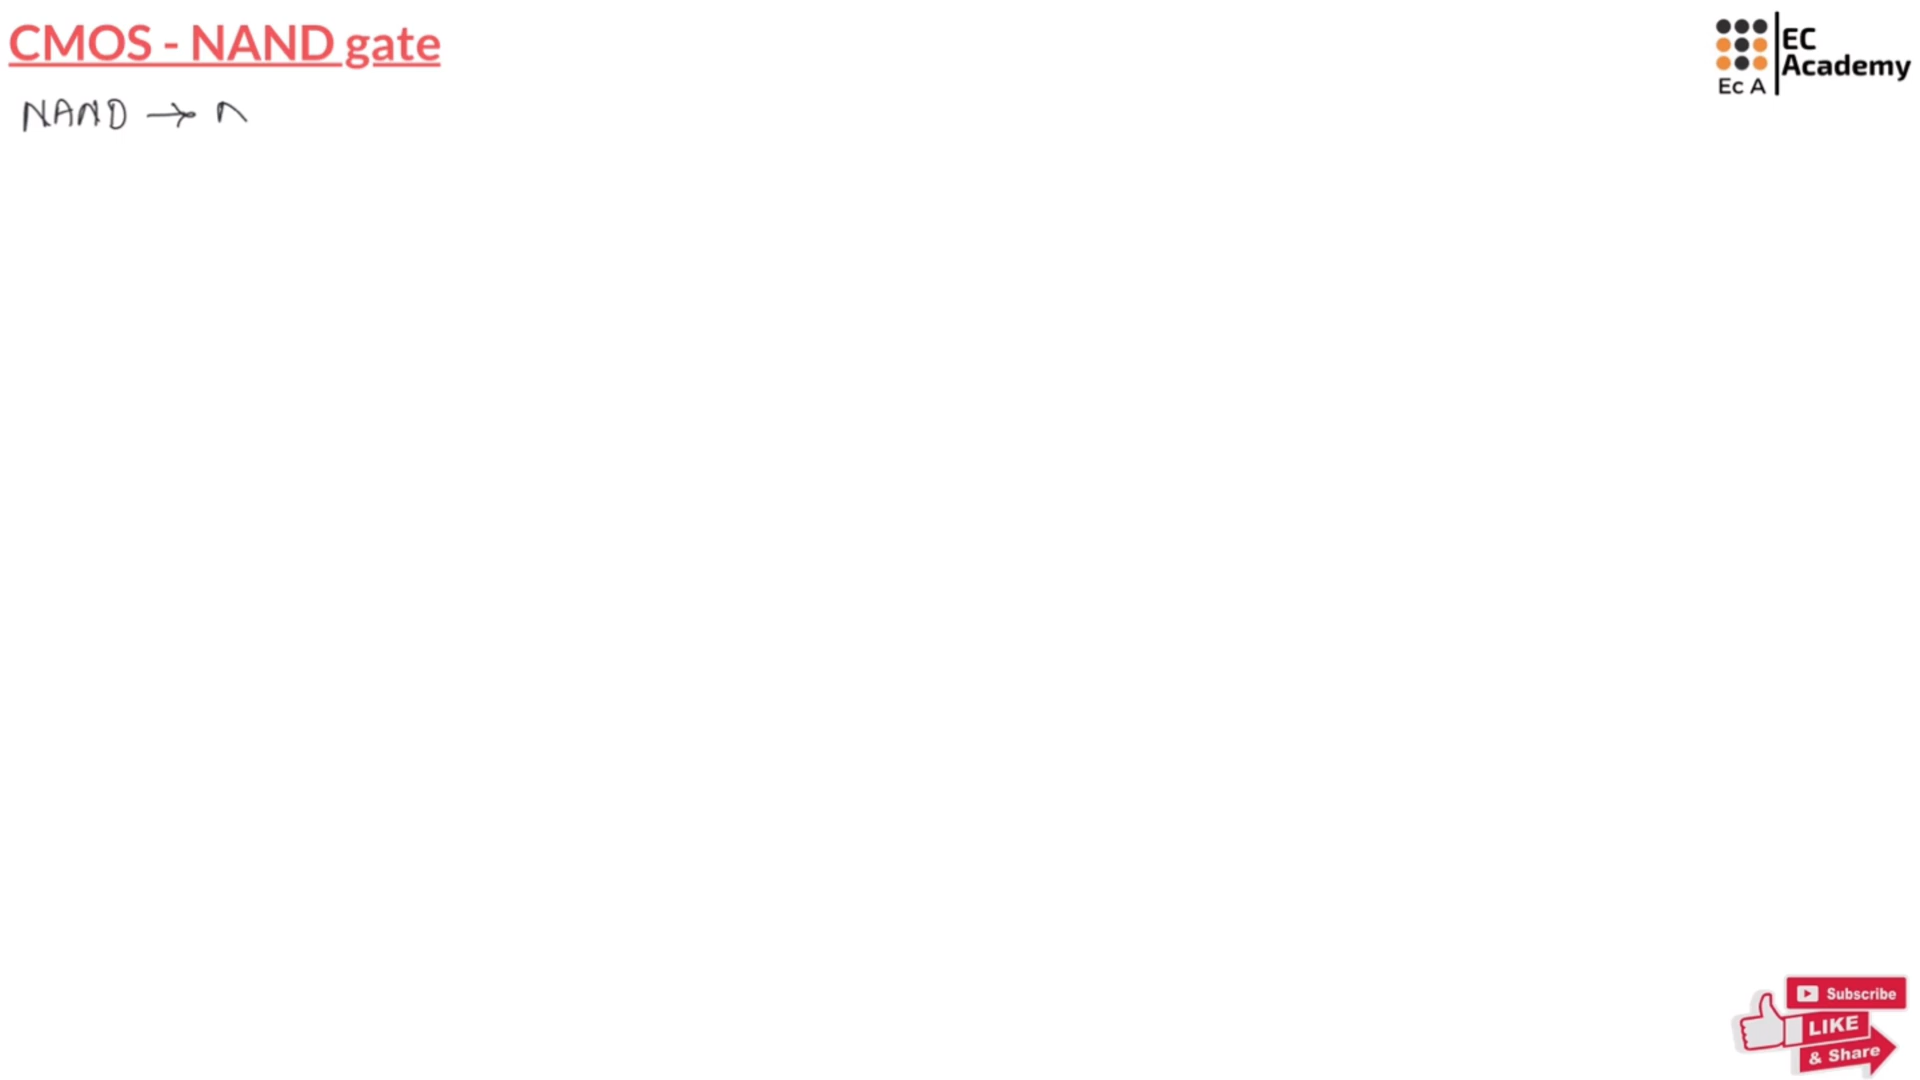 CMOS - NAND gate
NAND → n
EC
Academy
Ec A
Subscribe
LIKE
& Share